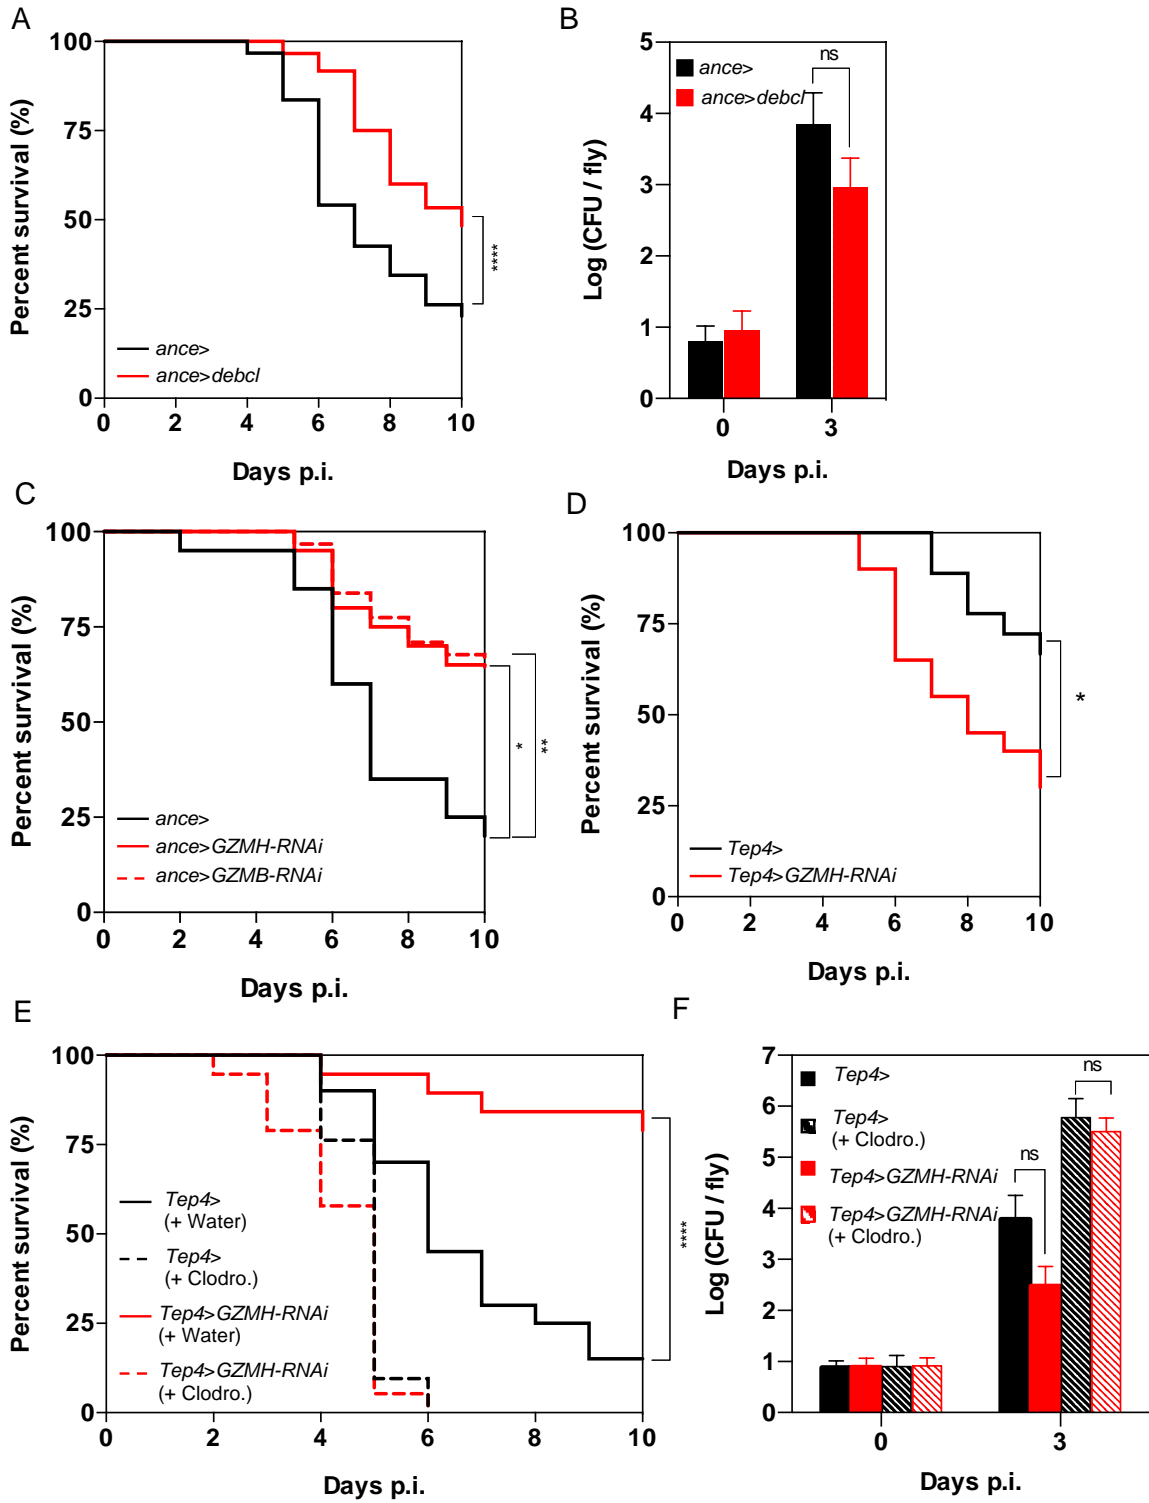 A
Percent survival (%)
100
75
50
25
0
0 2 4 6 8 10
Days p.i.
ance>
ance>debcl
****
B
Log (CFU / fly)
5
4
3
2
1
0
0 3
Days p.i.
ance>
ance>debcl
ns
C
Percent survival (%)
100
75
50
25
0
0 2 4 6 8 10
Days p.i.
ance>
ance>GZMH-RNAi
ance>GZMB-RNAi
*
**
D
Percent survival (%)
100
75
50
25
0
0 2 4 6 8 10
Days p.i.
Tep4>
Tep4>GZMH-RNAi
*
E
Percent survival (%)
100
75
50
25
0
0 2 4 6 8 10
Days p.i.
Tep4>
(+ Water)
Tep4>
(+ Clodro.)
Tep4>GZMH-RNAi
(+ Water)
Tep4>GZMH-RNAi
(+ Clodro.)
****
F
Log (CFU / fly)
7
6
5
4
3
2
1
0
0 3
Days p.i.
Tep4>
Tep4>
(+ Clodro.)
Tep4>GZMH-RNAi
Tep4>GZMH-RNAi
(+ Clodro.)
ns
ns